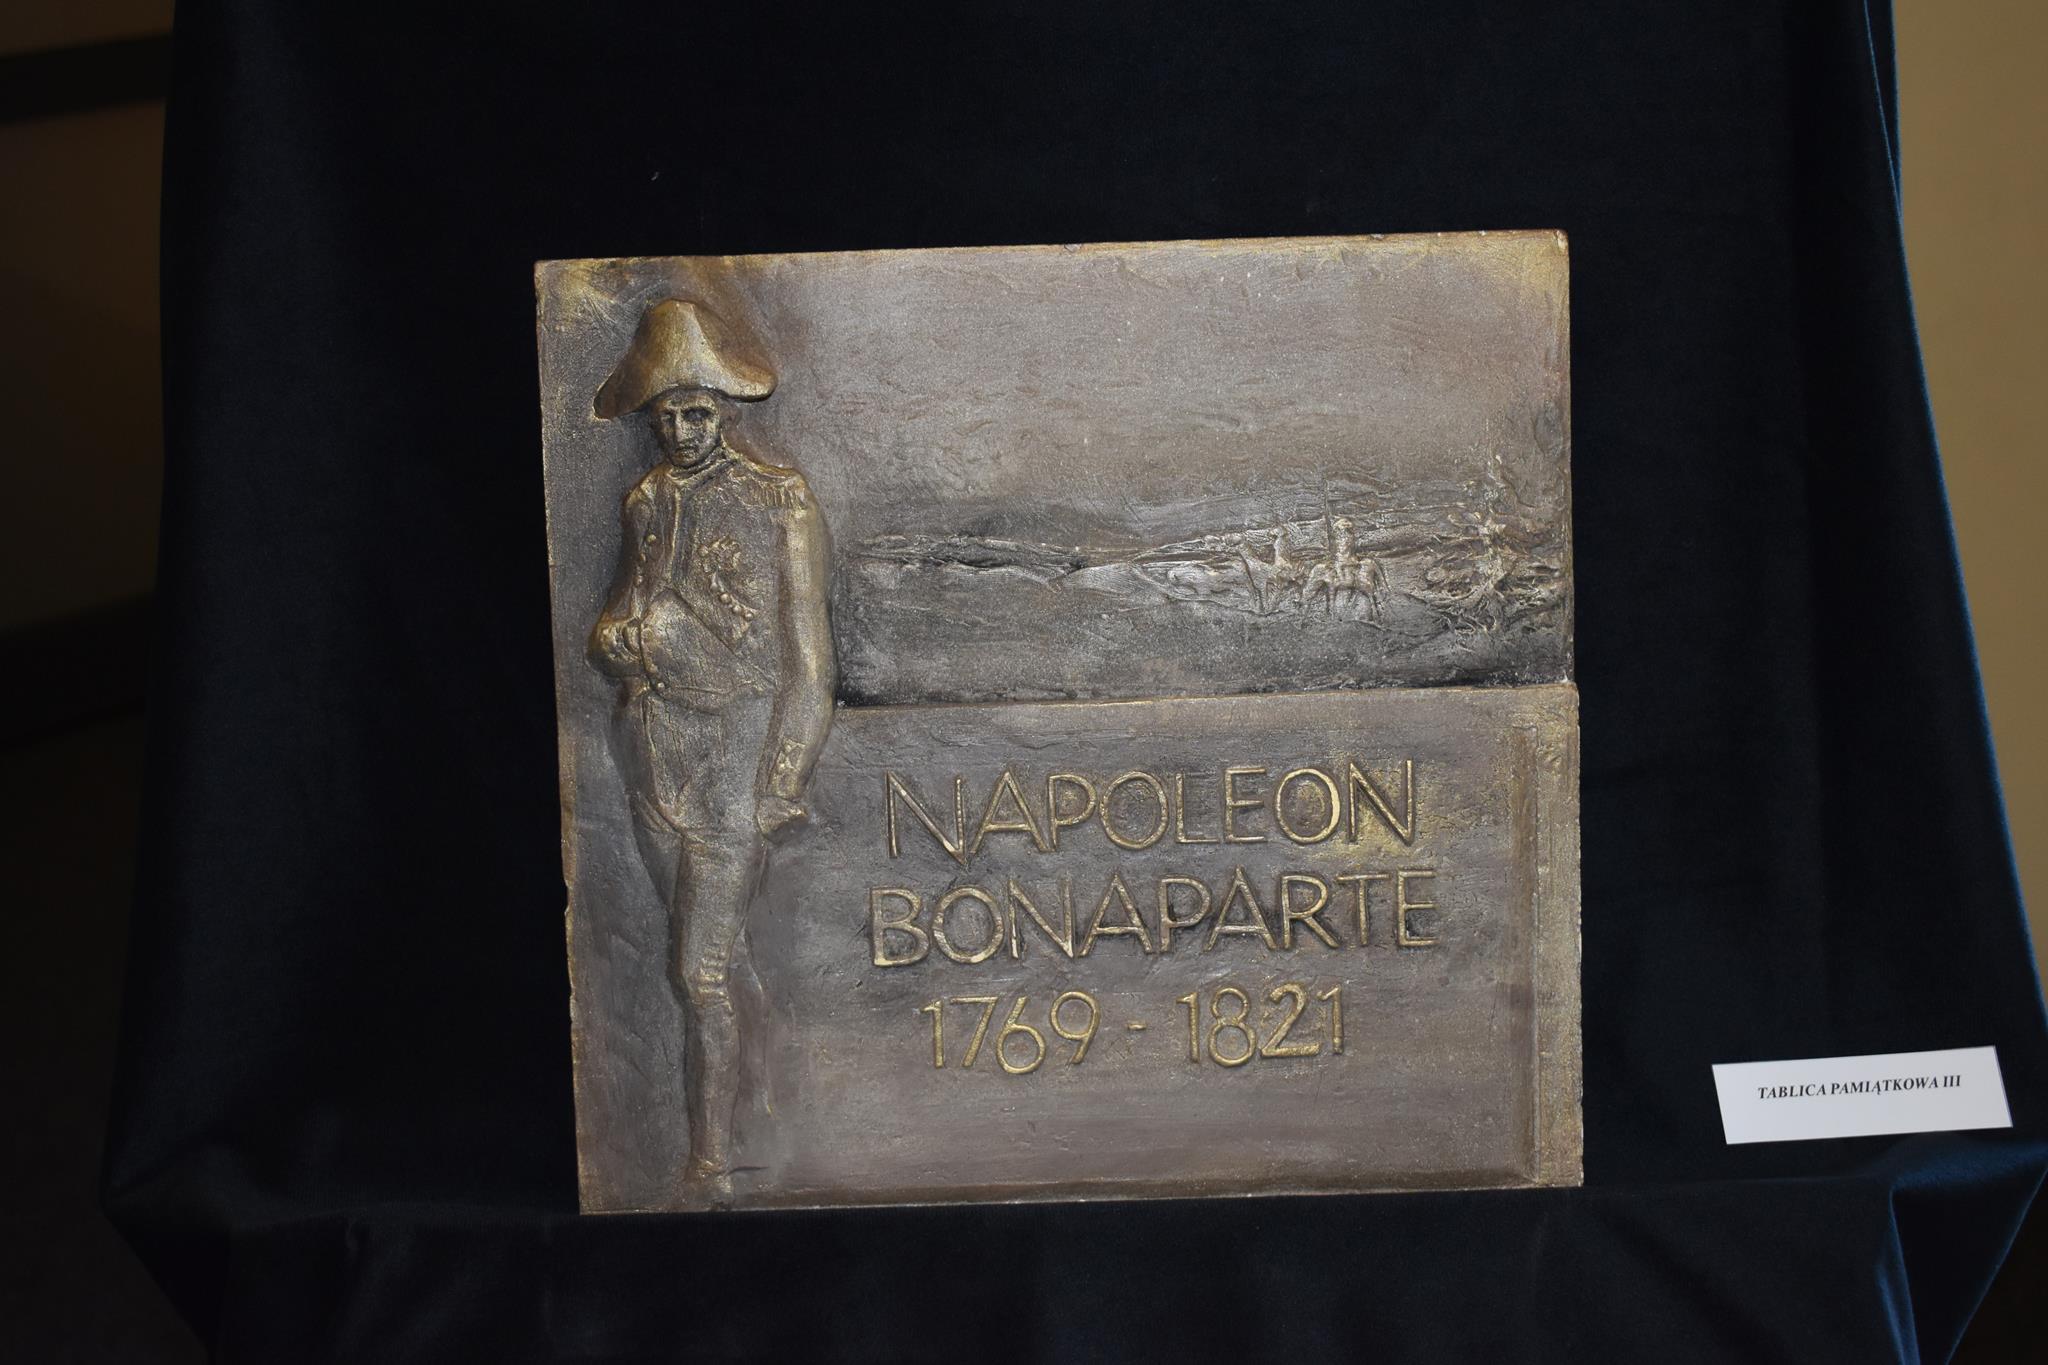 NAPOLEON
BONAPARTE
1769 - 1821
TABLICA PAMIĄTKOWA III